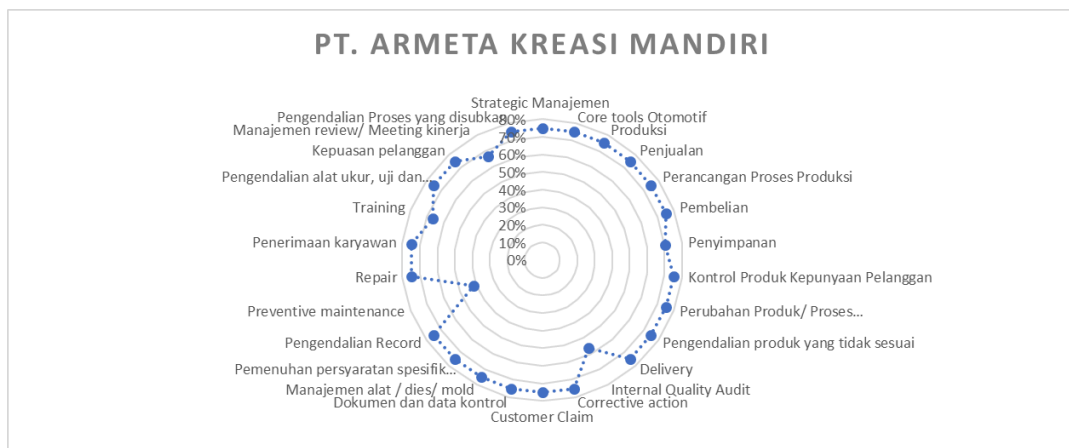 PT. ARMETA KREASI MANDIRI
Strategic Manajemen
Core tools Otomotif
Produksi
Penjualan
Perancangan Proses Produksi
Pembelian
Penyimpanan
Kontrol Produk Kepunyaan Pelanggan
Perubahan Produk/ Proses...
Pengendalian produk yang tidak sesuai
Delivery
Internal Quality Audit
Corrective action
Customer Claim
Dokumen dan data kontrol
Manajemen alat / dies/ mold
Pemenuhan persyaratan spesifik...
Pengendalian Record
Preventive maintenance
Repair
Penerimaan karyawan
Training
Pengendalian alat ukur, uji dan...
Kepuasan pelanggan
Manajemen review/ Meeting kinerja
Pengendalian Proses yang disubkan
80%
70%
60%
50%
40%
30%
20%
10%
0%